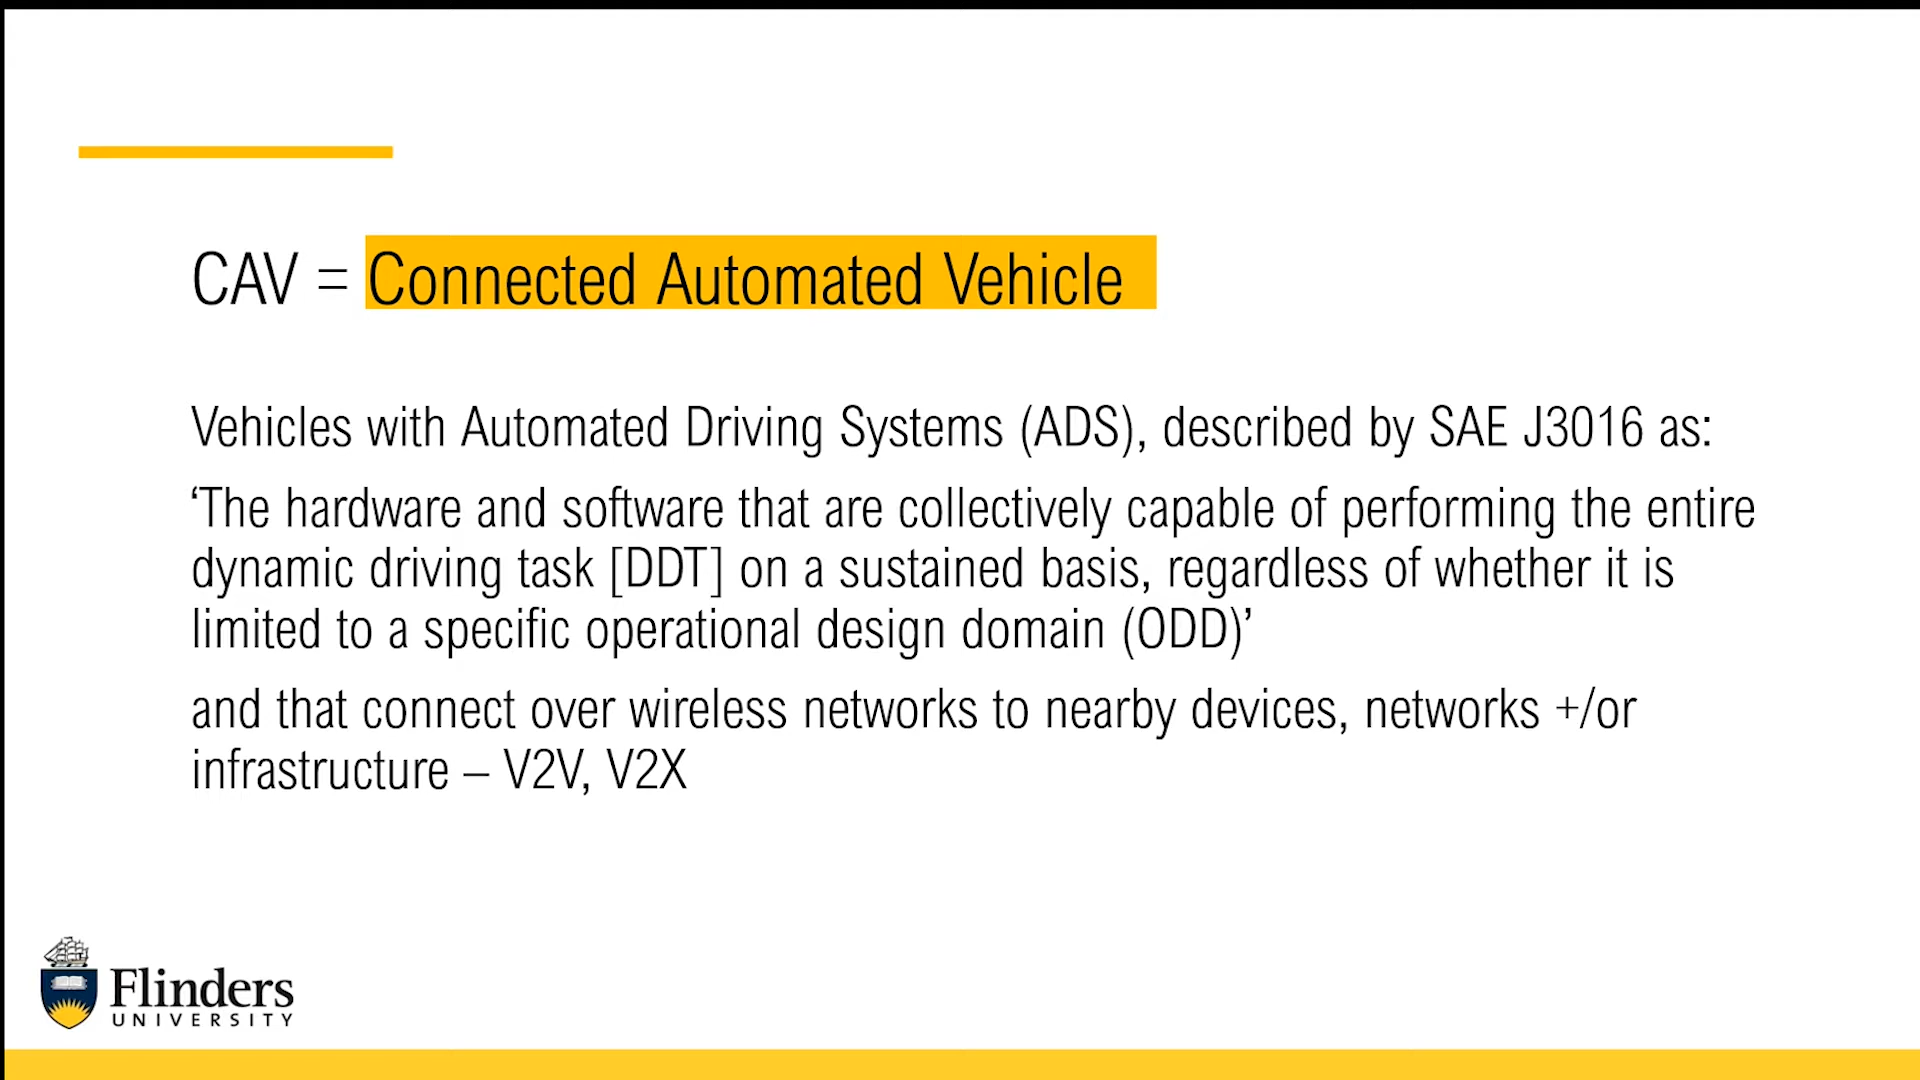 CAV = Connected Automated Vehicle
Vehicles with Automated Driving Systems (ADS), described by SAE J3016 as:
‘The hardware and software that are collectively capable of performing the entire
dynamic driving task [DDT] on a sustained basis, regardless of whether it is
limited to a specific operational design domain (ODD)’
and that connect over wireless networks to nearby devices, networks +/or
infrastructure – V2V, V2X
Flinders
UNIVERSITY